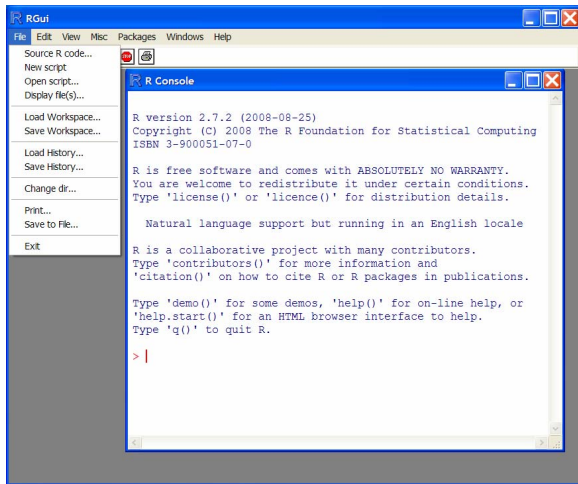 RGui
File Edit View Misc Packages Windows Help
Source R code...
New script
Open script...
Display file(s)...
Load Workspace...
Save Workspace...
Load History...
Save History...
Change dir...
Print...
Save to File...
Exit
STOP
R Console
R version 2.7.2 (2008-08-25)
Copyright (C) 2008 The R Foundation for Statistical Computing
ISBN 3-900051-07-0
R is free software and comes with ABSOLUTELY NO WARRANTY.
You are welcome to redistribute it under certain conditions.
Type 'license()' or 'licence()' for distribution details.
Natural language support but running in an English locale
R is a collaborative project with many contributors.
Type 'contributors()' for more information and
'citation()' on how to cite R or R packages in publications.
Type 'demo()' for some demos, 'help()' for on-line help, or
'help.start()' for an HTML browser interface to help.
Type 'q()' to quit R.
>